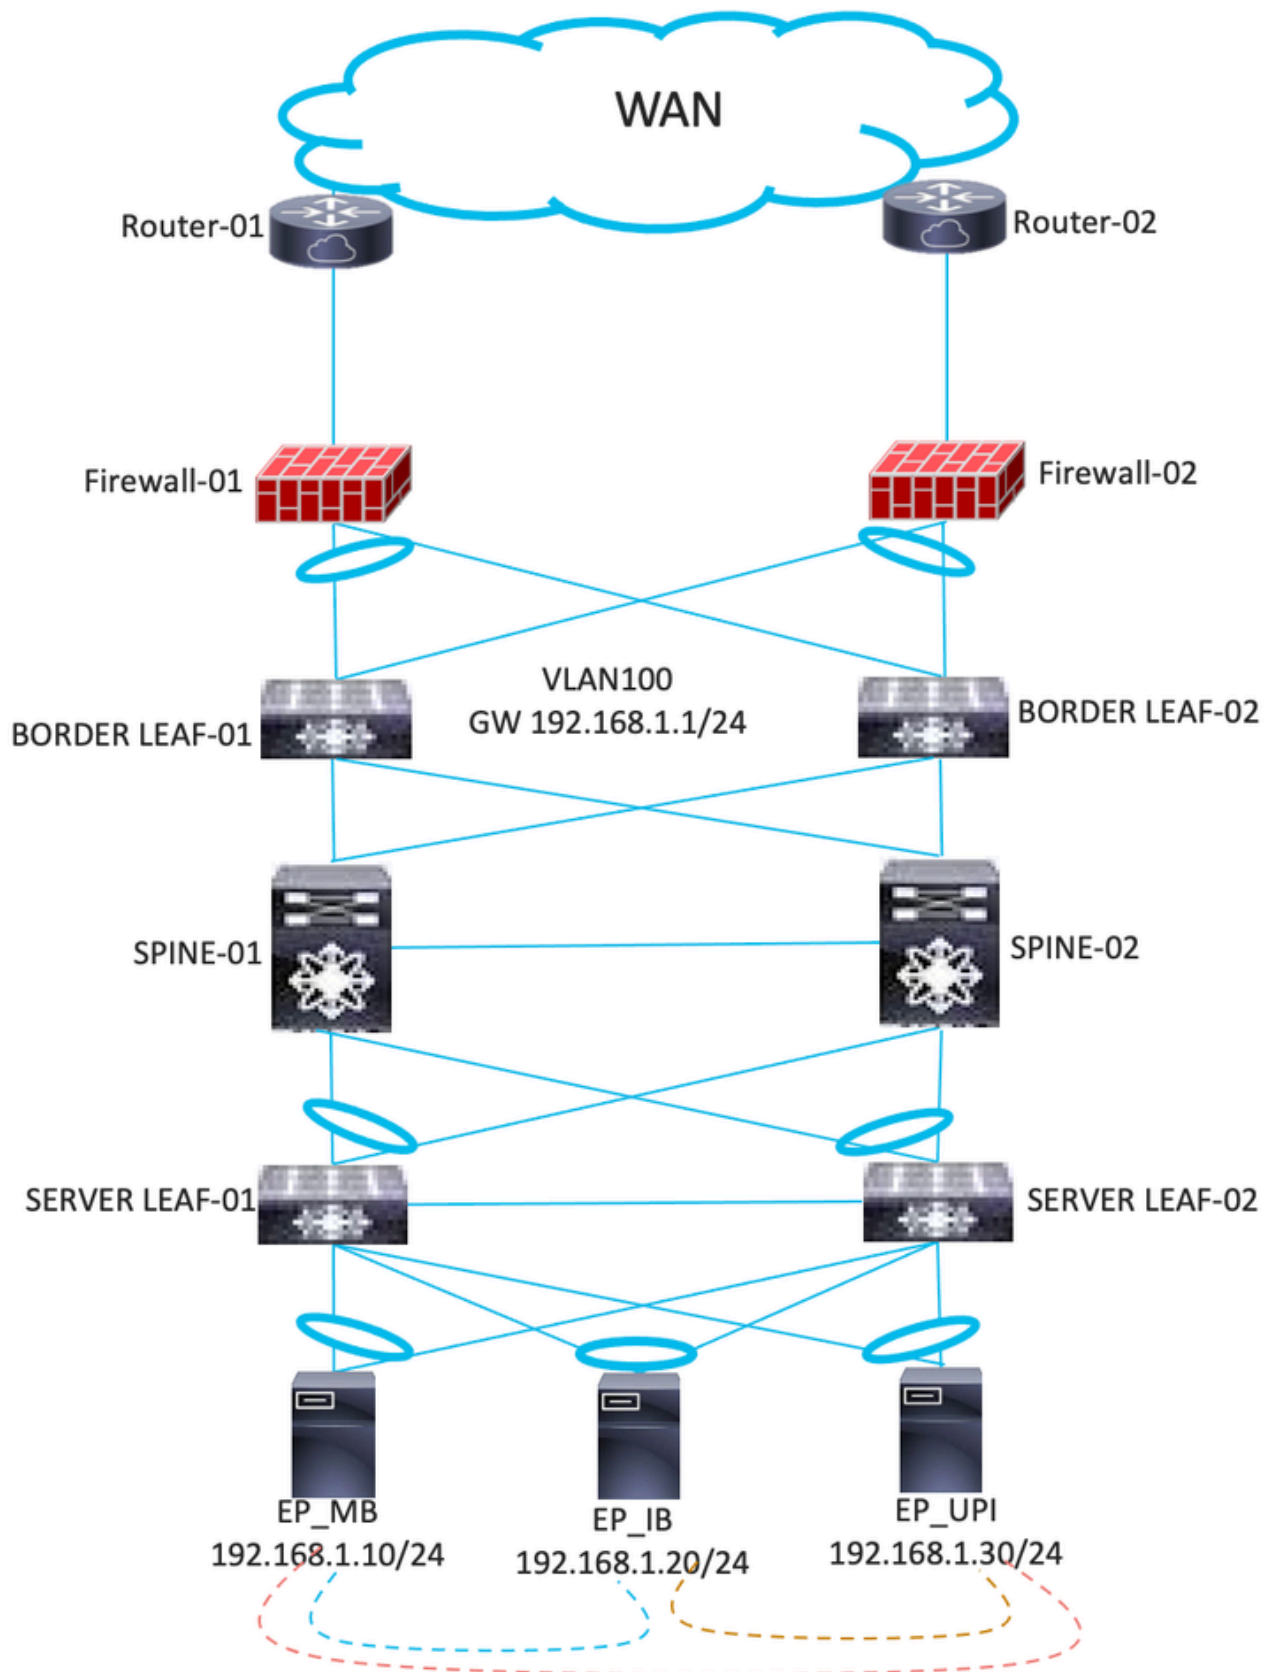 WAN
Router-01
Router-02
Firewall-01
Firewall-02
VLAN100
GW 192.168.1.1/24
BORDER LEAF-01
BORDER LEAF-02
SPINE-01
SPINE-02
SERVER LEAF-01
SERVER LEAF-02
EP_MB
192.168.1.10/24
EP_IB
192.168.1.20/24
EP_UPI
192.168.1.30/24